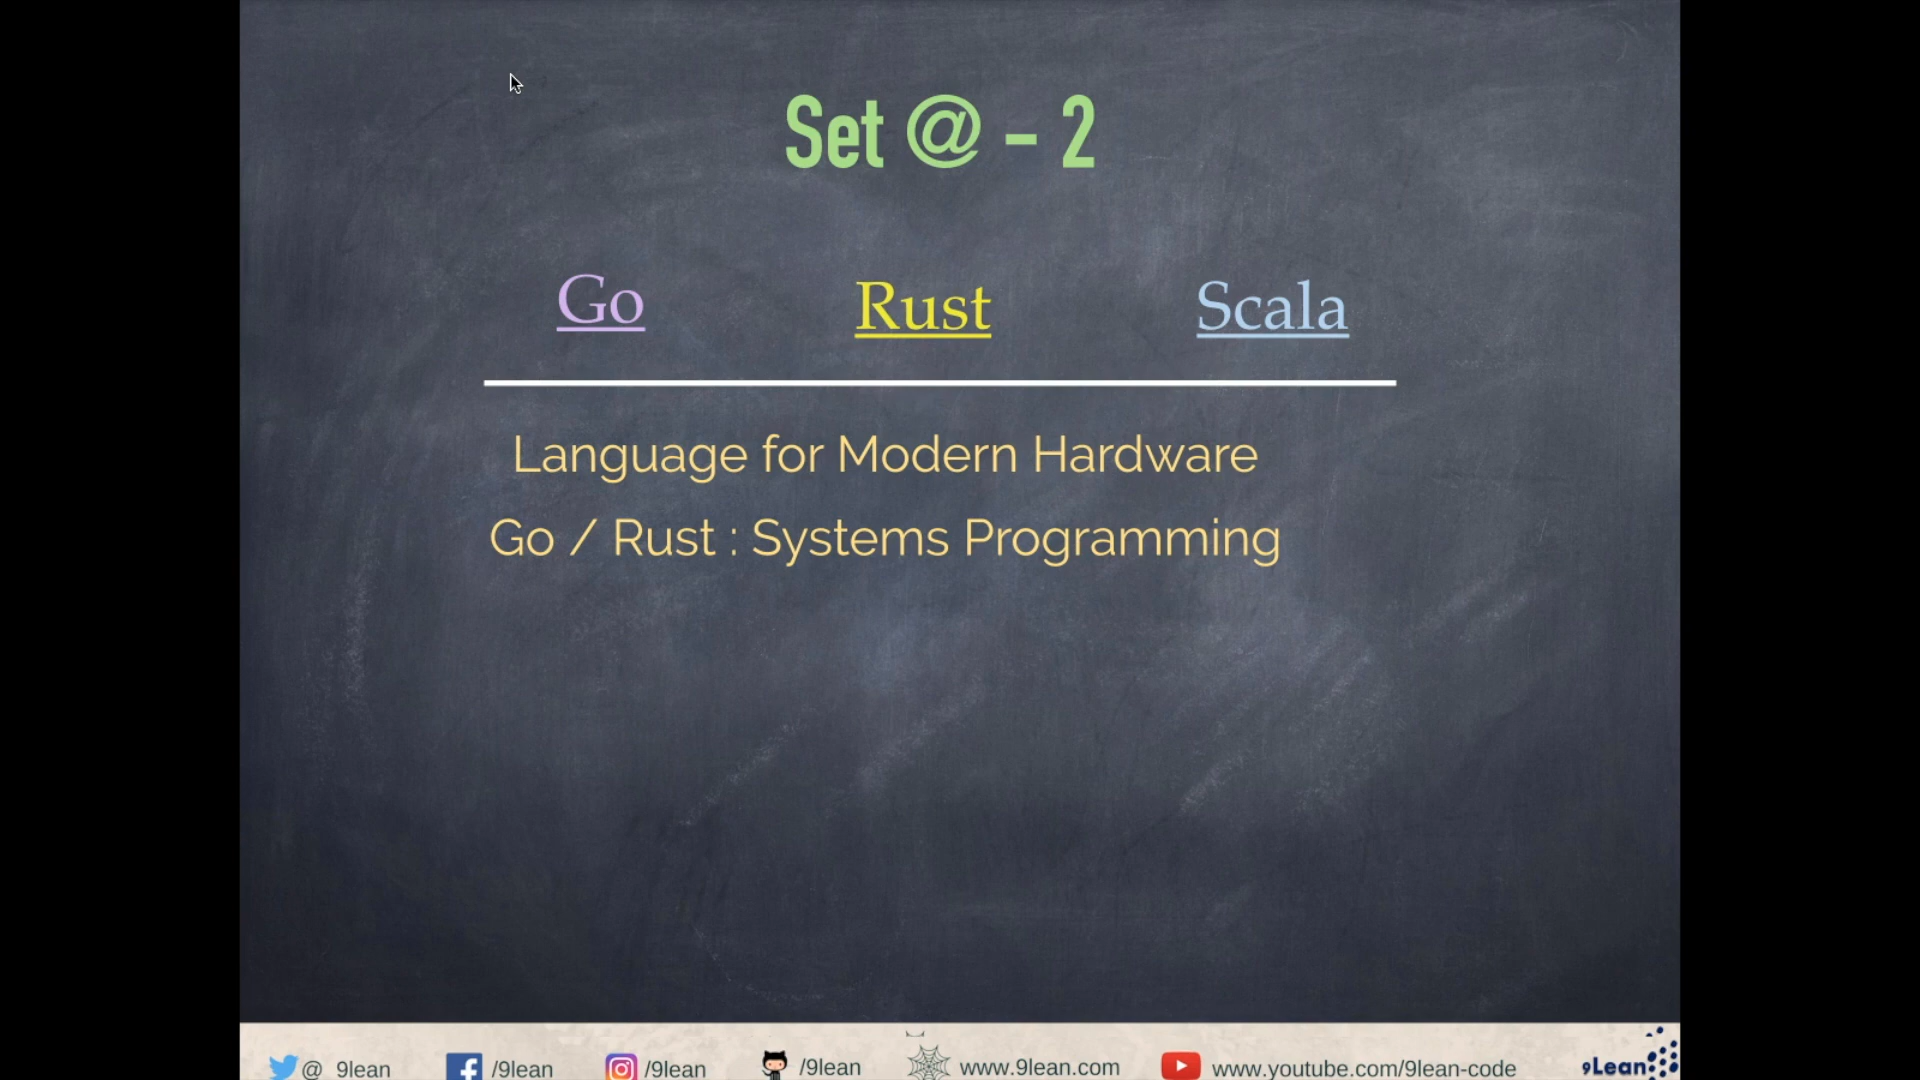 Set @ - 2
Go Rust Scala
Language for Modern Hardware
Go / Rust : Systems Programming
@ 9lean /9lean /9lean /9lean www.9lean.com www.youtube.com/9lean-code 9Lean